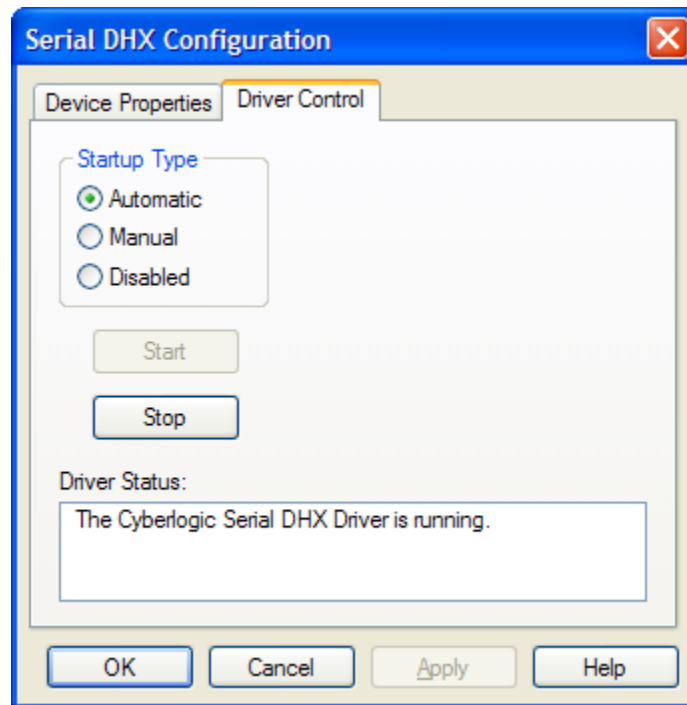 Serial DHX Configuration
Device Properties
Driver Control
Startup Type
Automatic
Manual
Disabled
Start
Stop
Driver Status:
The Cyberlogic Serial DHX Driver is running.
OK
Cancel
Apply
Help